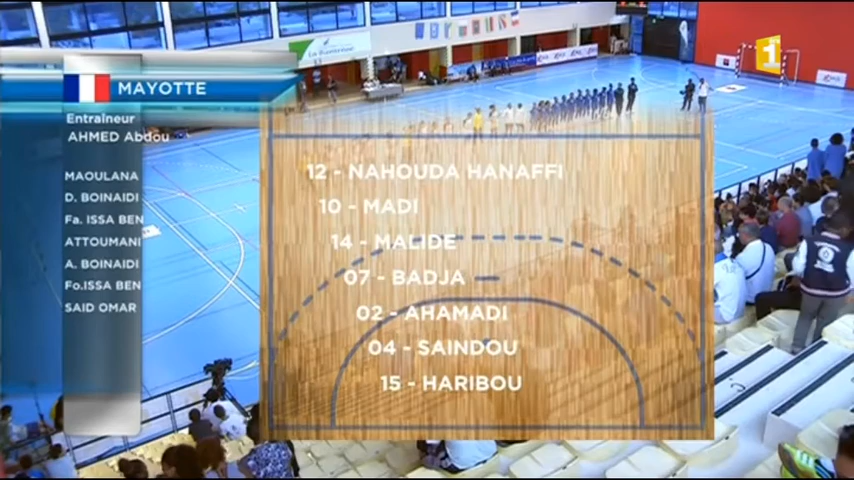 MAYOTTE
Entraîneur
AHMED Abdou
MAOULANA
D. BOINAIDI
Fa. ISSA BEN
ATTOUMANI
A. BOINAIDI
Fo.ISSA BEN
SAID OMAR
12 - NAHOUDA HANAFFI
10 - MADI
14 - MALIDE
07 - BADJA
02 - AHAMADI
04 - SAINDOU
15 - HARIBOU
1